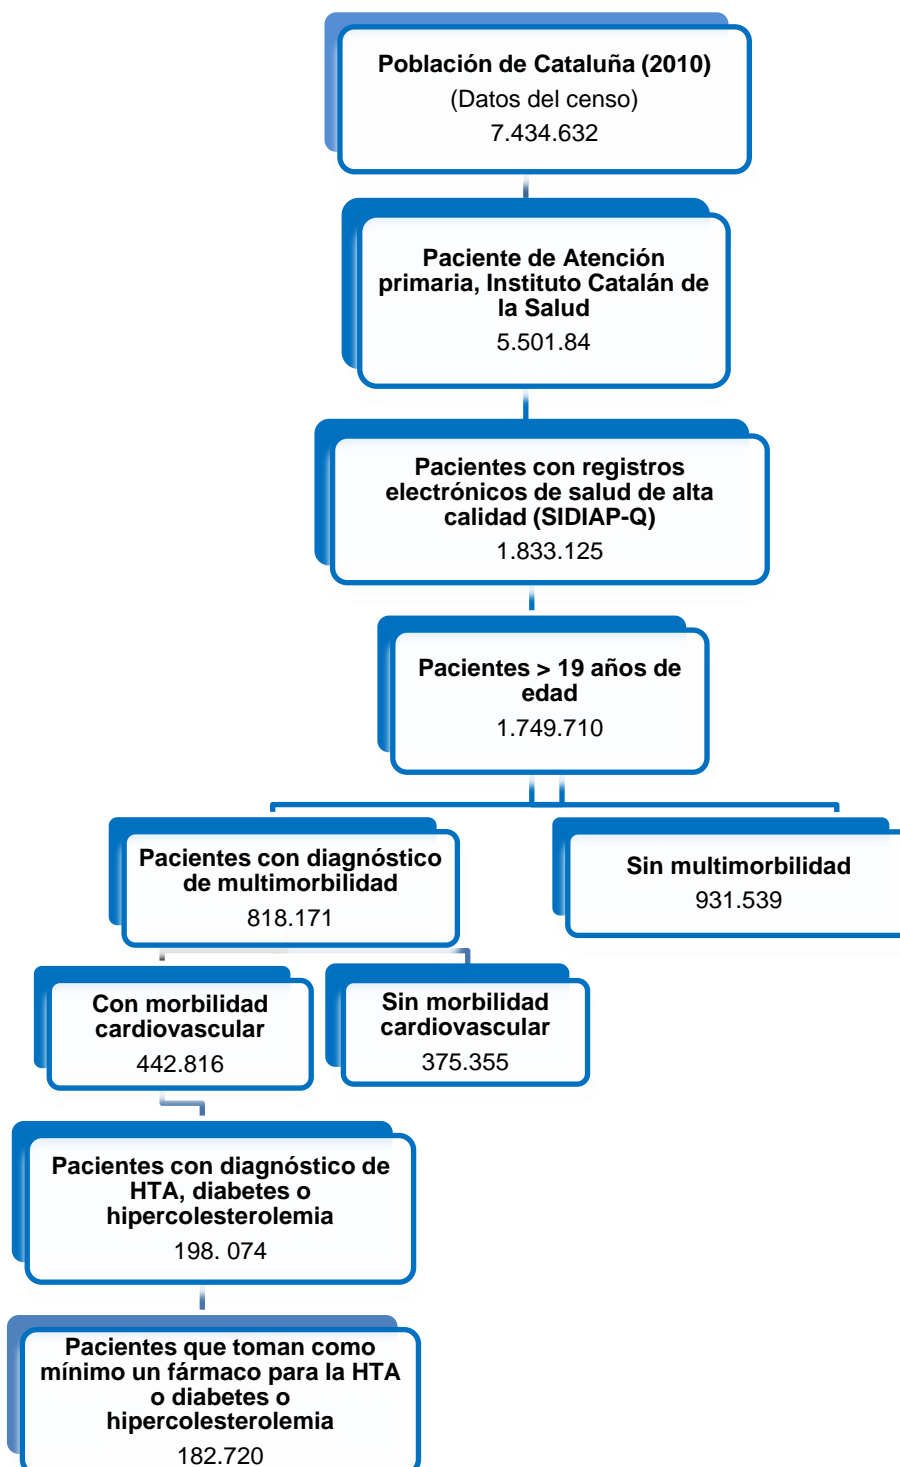 Población de Cataluña (2010)
(Datos del censo)
7.434.632
Paciente de Atención
primaria, Instituto Catalán de
la Salud
5.501.84
Pacientes con registros
electrónicos de salud de alta
calidad (SIDIAP-Q)
1.833.125
Pacientes > 19 años de
edad
1.749.710
Pacientes con diagnóstico
de multimorbilidad
818.171
Sin multimorbilidad
931.539
Con morbilidad
cardiovascular
442.816
Sin morbilidad
cardiovascular
375.355
Pacientes con diagnóstico de
HTA, diabetes o
hipercolesterolemia
198. 074
Pacientes que toman como
mínimo un fármaco para la HTA
o diabetes o
hipercolesterolemia
182.720